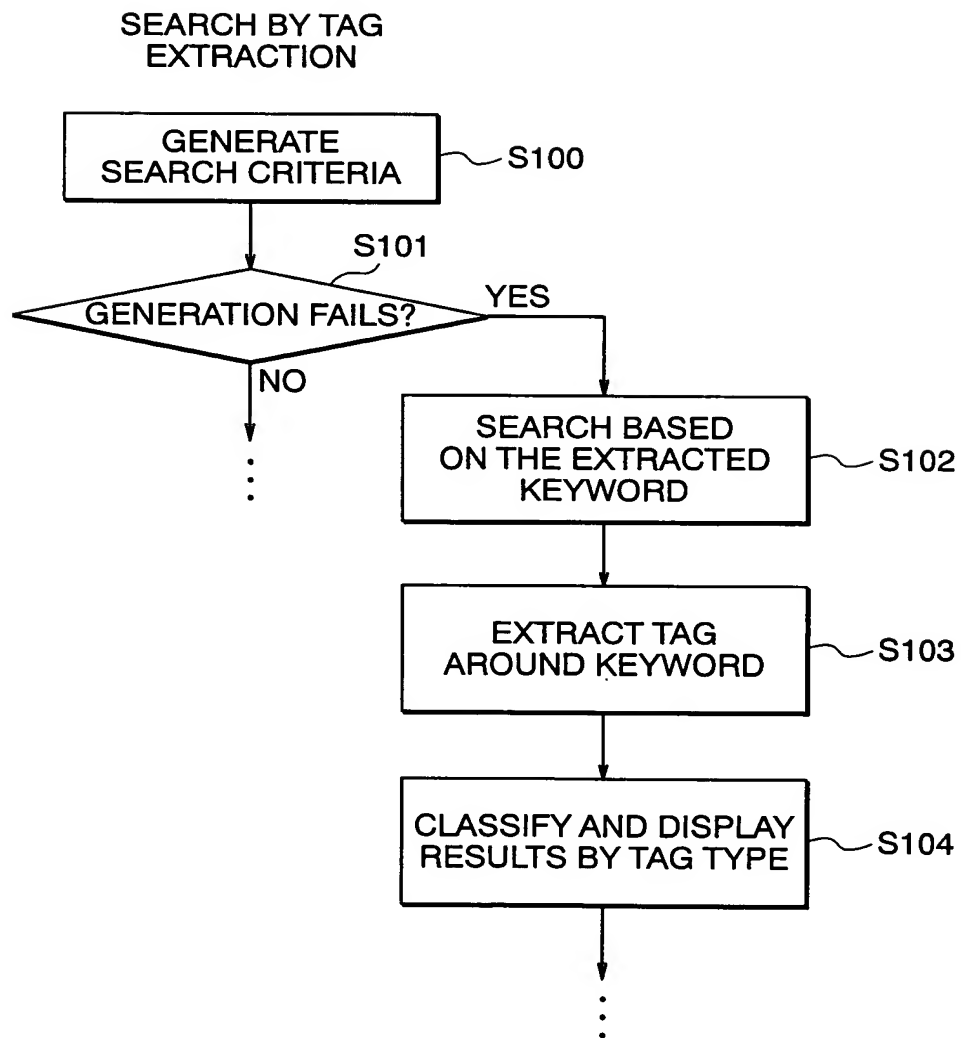 SEARCH BY TAG
EXTRACTION
GENERATE
SEARCH CRITERIA
S100
S101
GENERATION FAILS?
YES
NO
SEARCH BASED
ON THE EXTRACTED
KEYWORD
S102
EXTRACT TAG
AROUND KEYWORD
S103
CLASSIFY AND DISPLAY
RESULTS BY TAG TYPE
S104